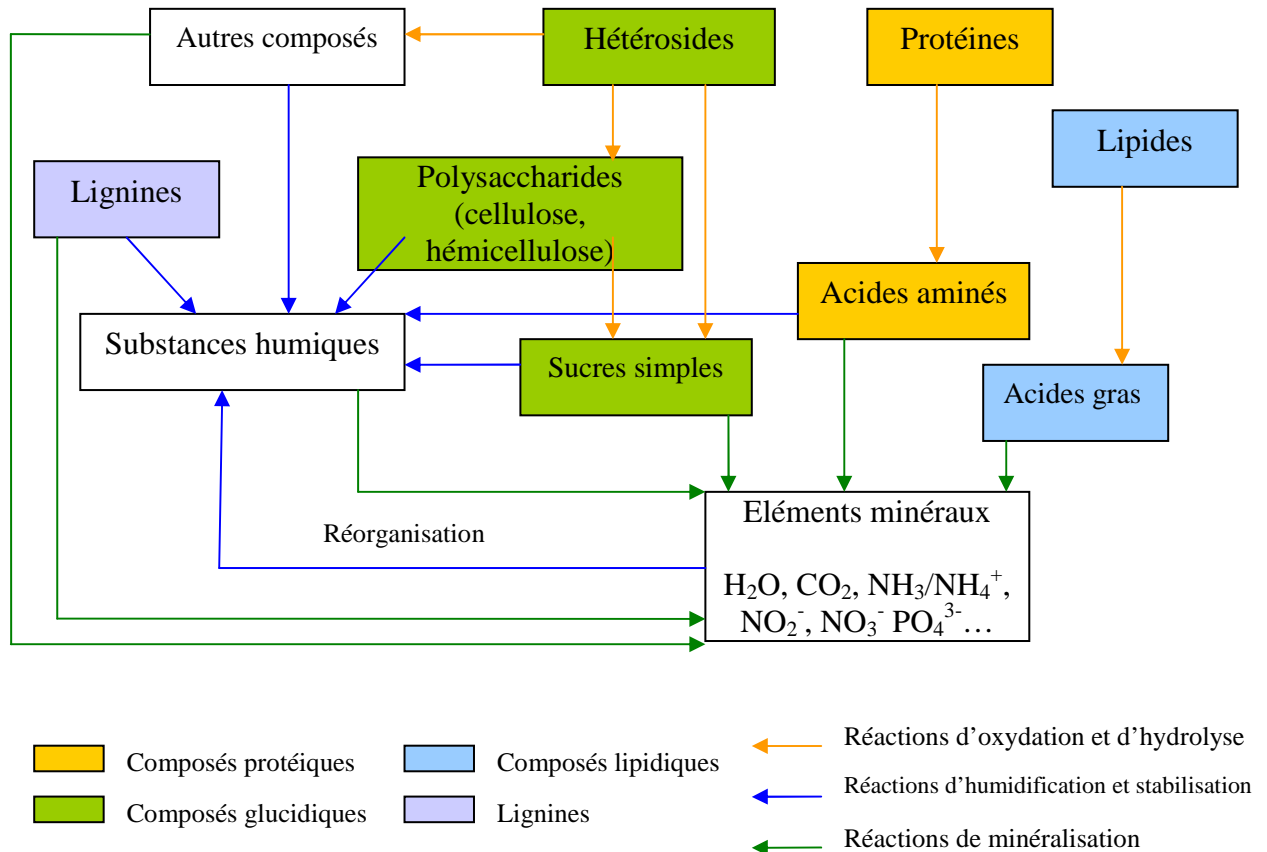 Autres composés
Hétérosides
Protéines
Lipides
Lignines
Polysaccharides
(cellulose,
hémicellulose)
Acides aminés
Substances humiques
Sucres simples
Acides gras
Eléments minéraux
Réorganisation
H₂O, CO₂, NH₃/NH₄⁺,
NO₂⁻, NO₃⁻ PO₄³⁻…
Composés protéiques
Composés lipidiques
Réactions d’oxydation et d’hydrolyse
Composés glucidiques
Lignines
Réactions d’humidification et stabilisation
Réactions de minéralisation